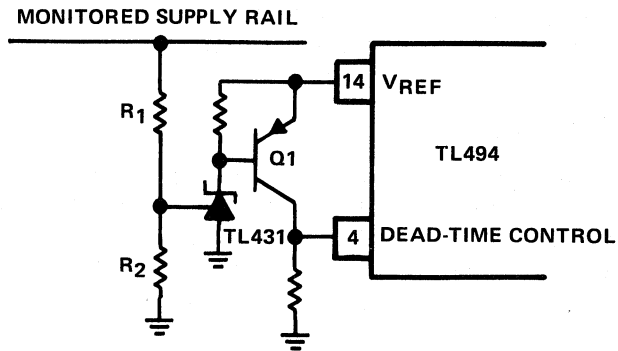 MONITORED SUPPLY RAIL
R1
14
VREF
Q1
TL494
TL431
4
DEAD-TIME CONTROL
R2